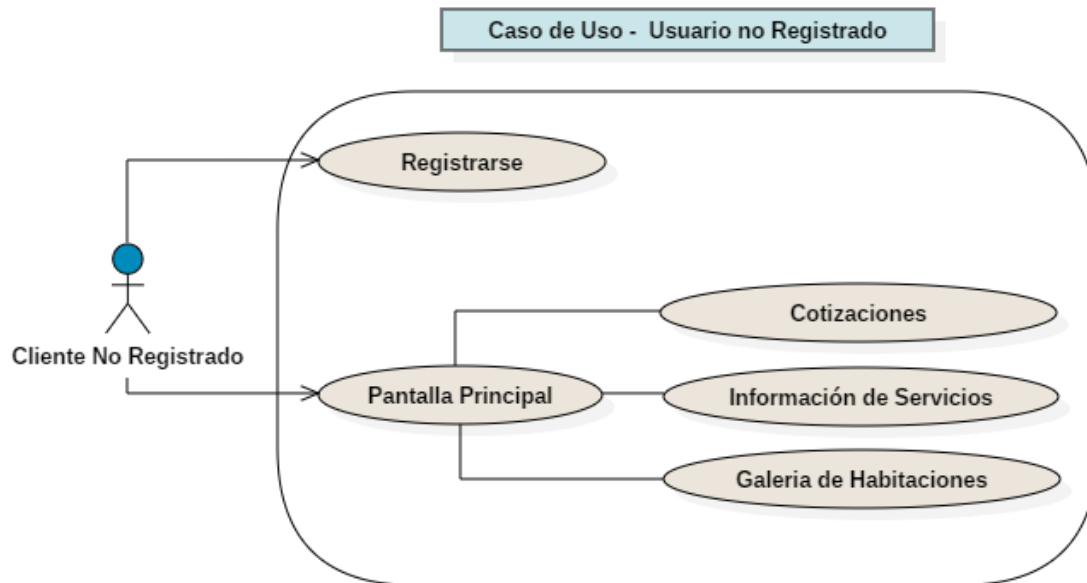 Caso de Uso - Usuario no Registrado
Registrarse
Cotizaciones
Cliente No Registrado
Pantalla Principal
Información de Servicios
Galeria de Habitaciones